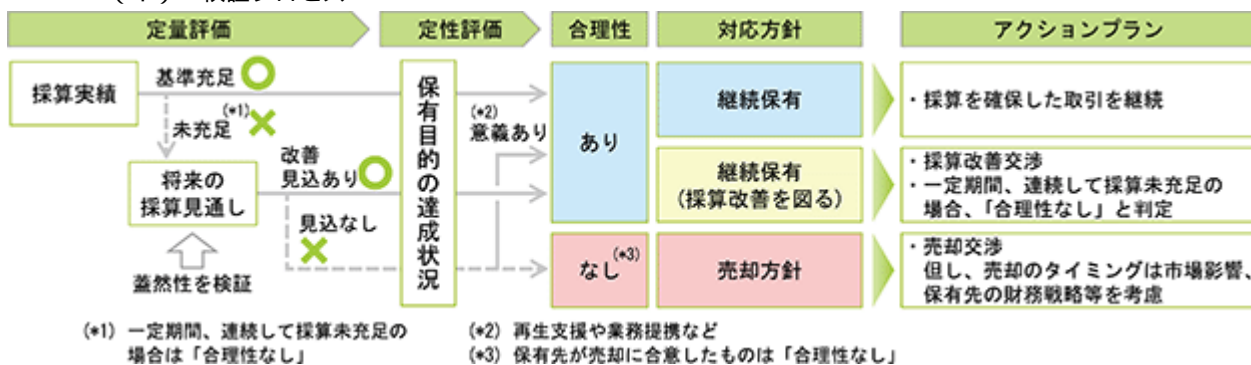 定量評価
定性評価
合理性
対応方針
アクションプラン
採算実績
基準充足
(*1)
未充足
将来の
採算見通し
改善
見込あり
見込なし
蓋然性を検証
保有目的の達成状況
(*2)
意義あり
あり
なし(*3)
継続保有
継続保有
(採算改善を図る)
売却方針
・採算を確保した取引を継続
・採算改善交渉
・一定期間、連続して採算未充足の
場合、「合理性なし」と判定
・売却交渉
但し、売却のタイミングは市場影響、
保有先の財務戦略等を考慮
(*1) 一定期間、連続して採算未充足の
場合は「合理性なし」
(*2) 再生支援や業務提携など
(*3) 保有先が売却に合意したものは「合理性なし」